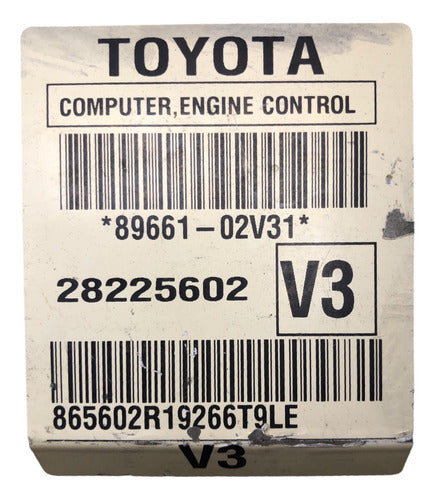 TOYOTA
COMPUTER,ENGINE CONTROL
*89661-02V31*
28225602
V3
865602R19266T9LE
V3